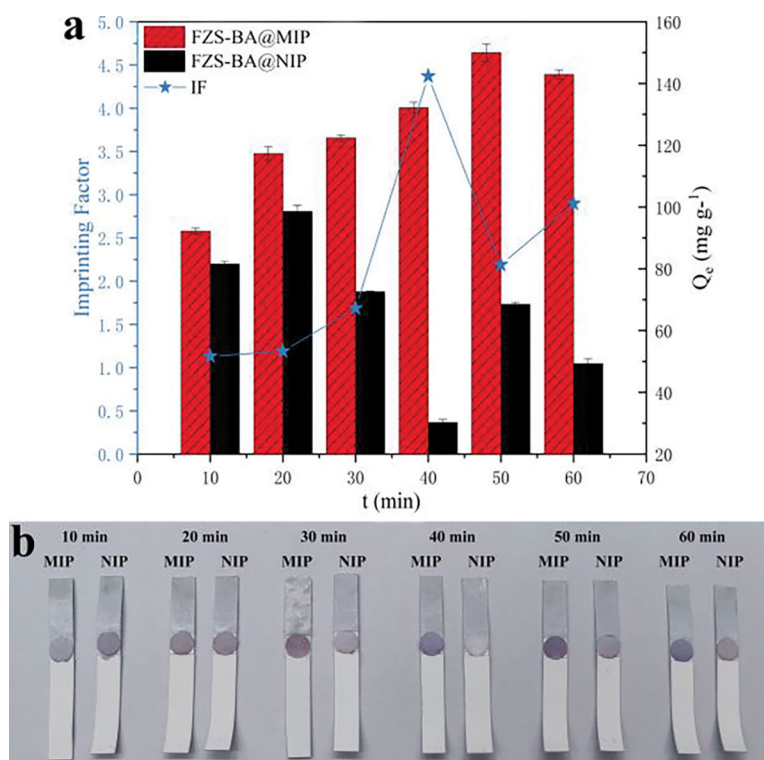 a
FZS-BA@MIP
FZS-BA@NIP
IF
Imprinting Factor
5.0
4.5
4.0
3.5
3.0
2.5
2.0
1.5
1.0
0.5
0.0
160
140
120
100
80
60
40
20
Qe (mg g-1)
0 10 20 30 40 50 60 70
t (min)
b
10 min 20 min 30 min 40 min 50 min 60 min
MIP NIP MIP NIP MIP NIP MIP NIP MIP NIP MIP NIP